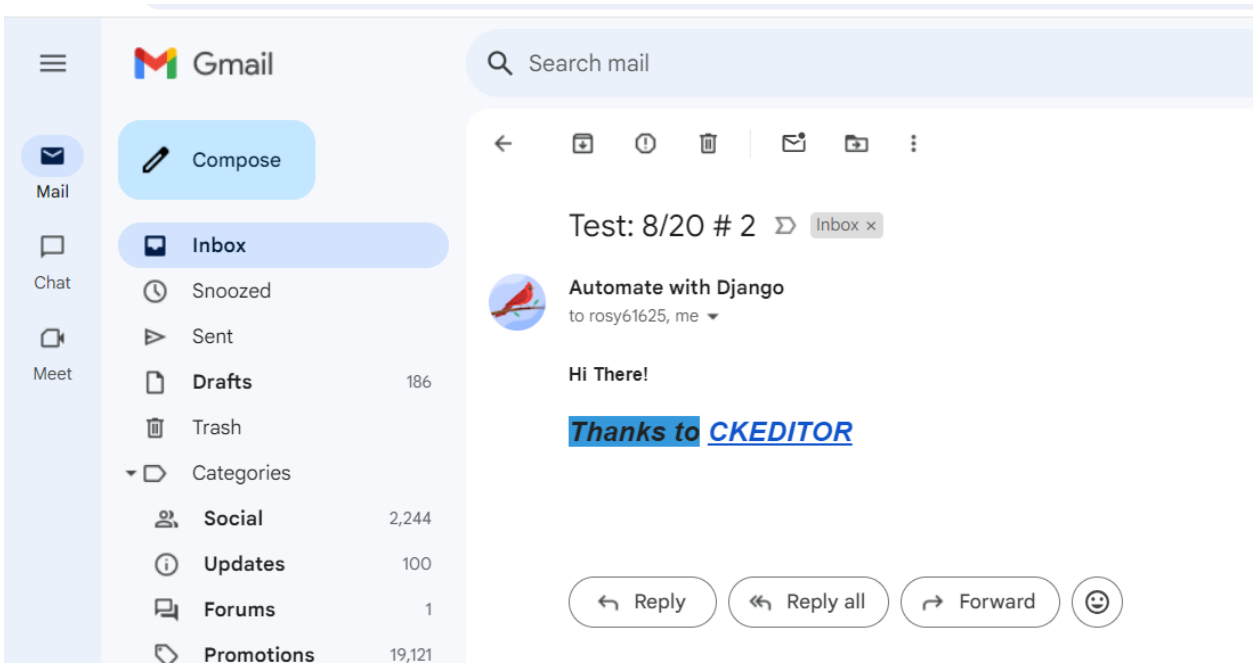 Gmail
Search mail
Mail
Chat
Meet
Compose
Inbox
Snoozed
Sent
Drafts 186
Trash
Categories
Social 2,244
Updates 100
Forums 1
Promotions 19,121
Test: 8/20 # 2 Inbox ×
Automate with Django
to rosy61625, me
Hi There!
Thanks to CKEDITOR
Reply Reply all Forward